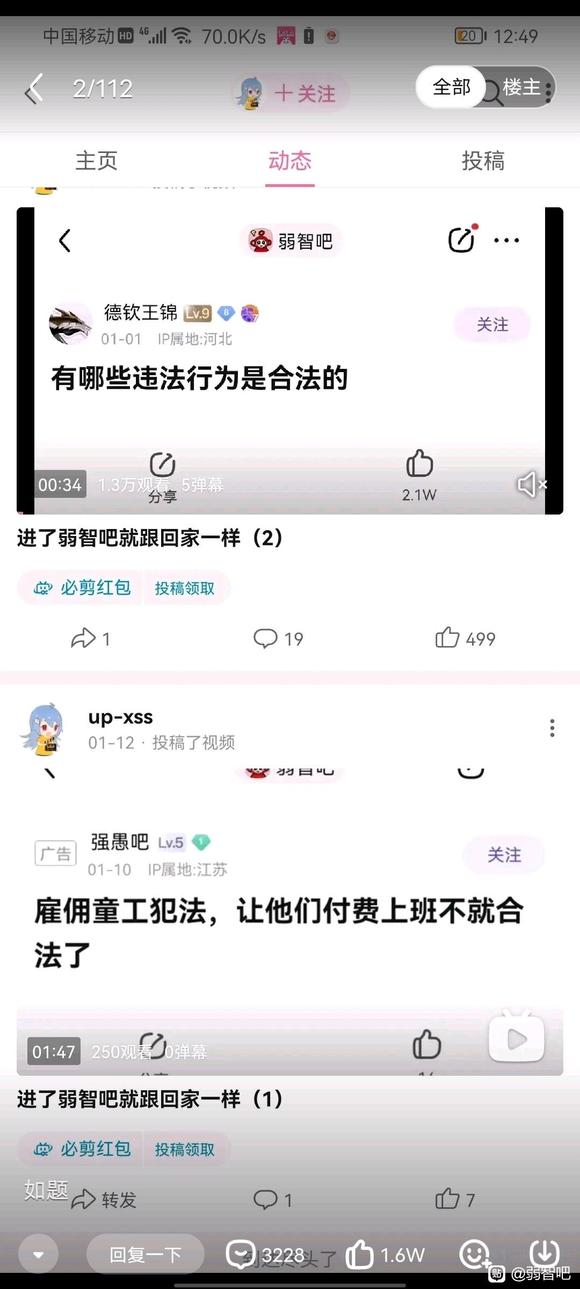 中国移动 HD 4G 70.0K/s 20 12:49
2/112 +关注 全部 楼主
主页 动态 投稿
弱智吧
德钦王锦 Lv.9 8
01-01 IP属地:河北
关注
有哪些违法行为是合法的
分享 2.1W
00:34 1.3万观看 5弹幕
进了弱智吧就跟回家一样（2）
必剪红包 投稿领取
1 19 499
up-xss
01-12 · 投稿了视频
弱智吧
广告 强愚吧 Lv.5 1
01-10 IP属地:江苏
关注
雇佣童工犯法，让他们付费上班不就合
法了
01:47 250观看 0弹幕
进了弱智吧就跟回家一样（1）
必剪红包 投稿领取
如题
转发 1 7
回复一下 3228 1.6W
贴 @弱智吧